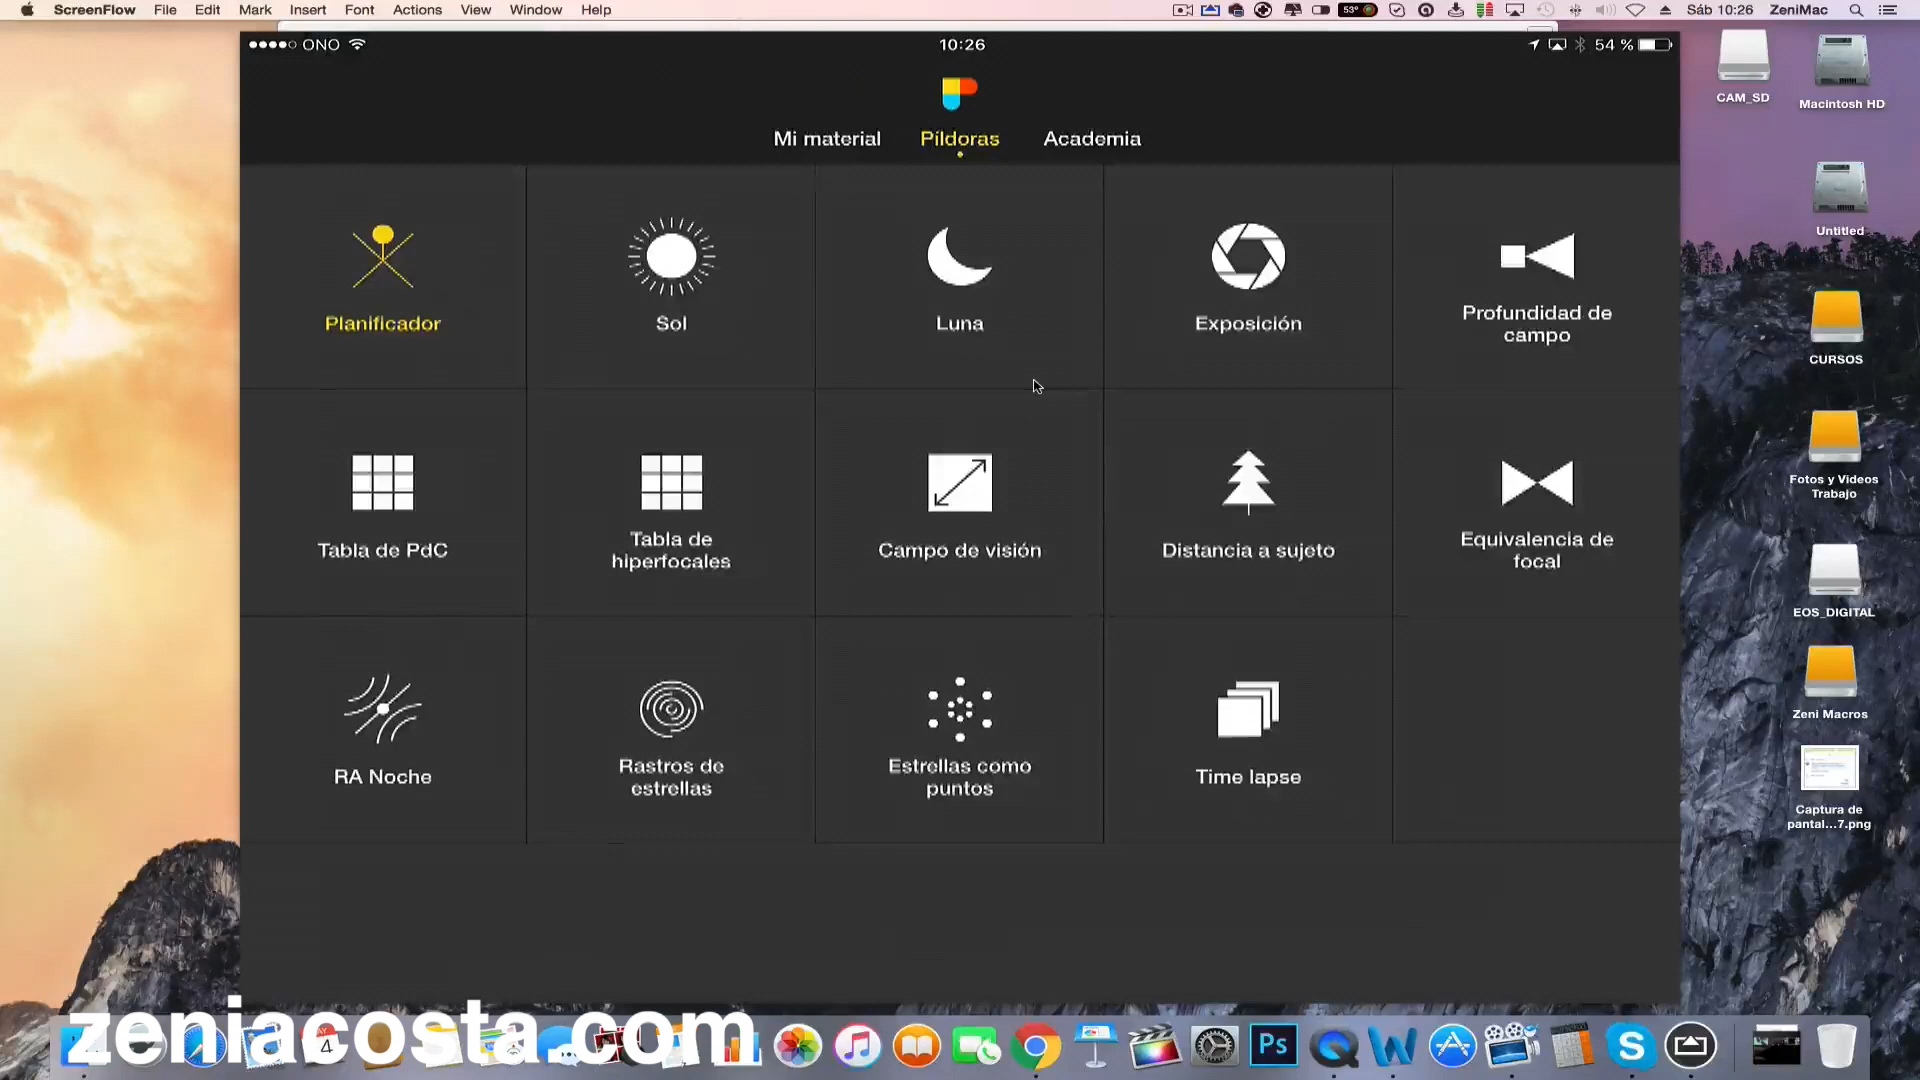 ScreenFlow File Edit Mark Insert Font Actions View Window Help 53° Sáb 10:26 ZeniMac
ONO 10:26 54 %
Mi material Píldoras Academia
Planificador
Sol
Luna
Exposición
Profundidad de
campo
Tabla de PdC
Tabla de
hiperfocales
Campo de visión
Distancia a sujeto
Equivalencia de
focal
RA Noche
Rastros de
estrellas
Estrellas como
puntos
Time lapse
CAM_SD
Macintosh HD
Untitled
CURSOS
Fotos y Videos
Trabajo
EOS_DIGITAL
Zeni Macros
Captura de
pantal...7.png
zeniacosta.com
4
Ps